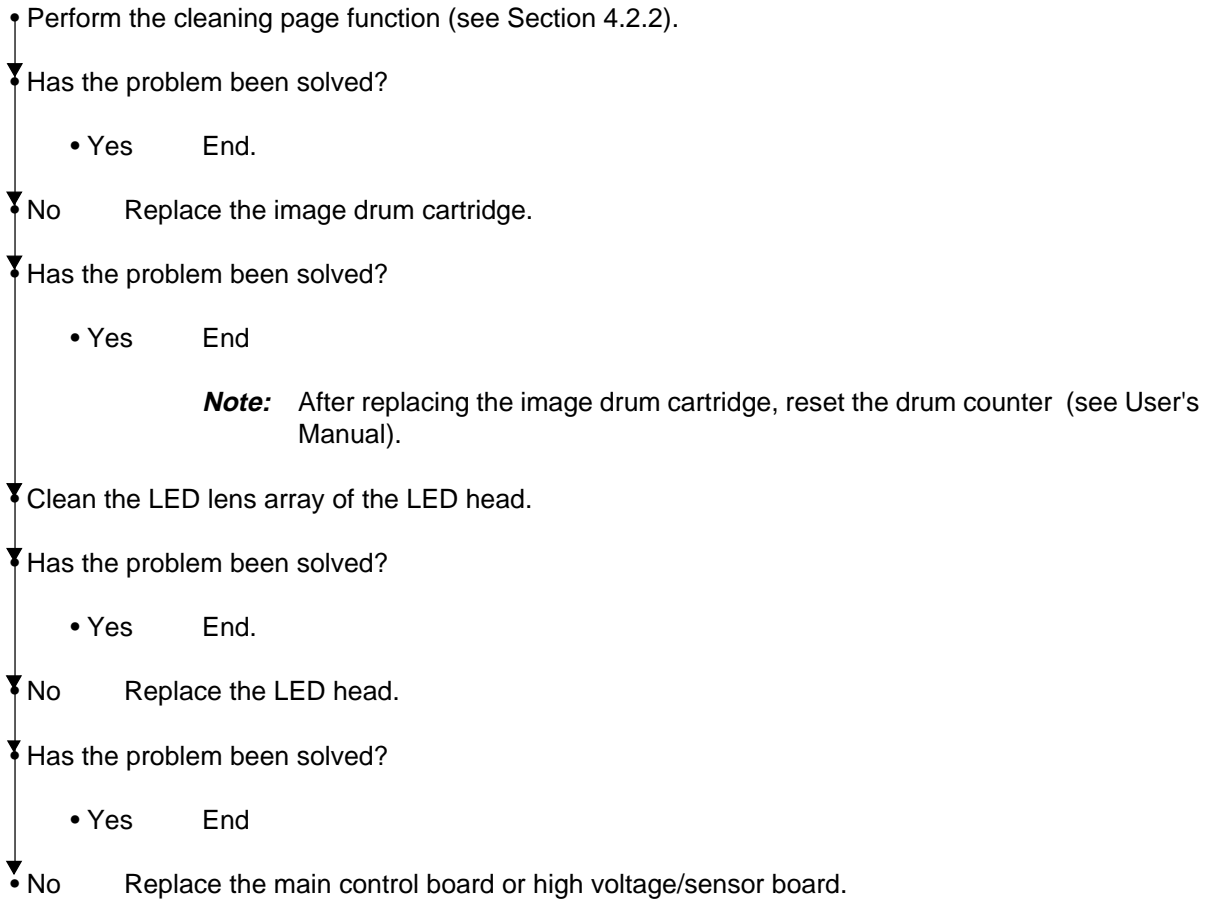 • Perform the cleaning page function (see Section 4.2.2).
• Has the problem been solved?
• Yes End.
• No Replace the image drum cartridge.
• Has the problem been solved?
• Yes End
Note: After replacing the image drum cartridge, reset the drum counter (see User's
Manual).
• Clean the LED lens array of the LED head.
• Has the problem been solved?
• Yes End.
• No Replace the LED head.
• Has the problem been solved?
• Yes End
• No Replace the main control board or high voltage/sensor board.